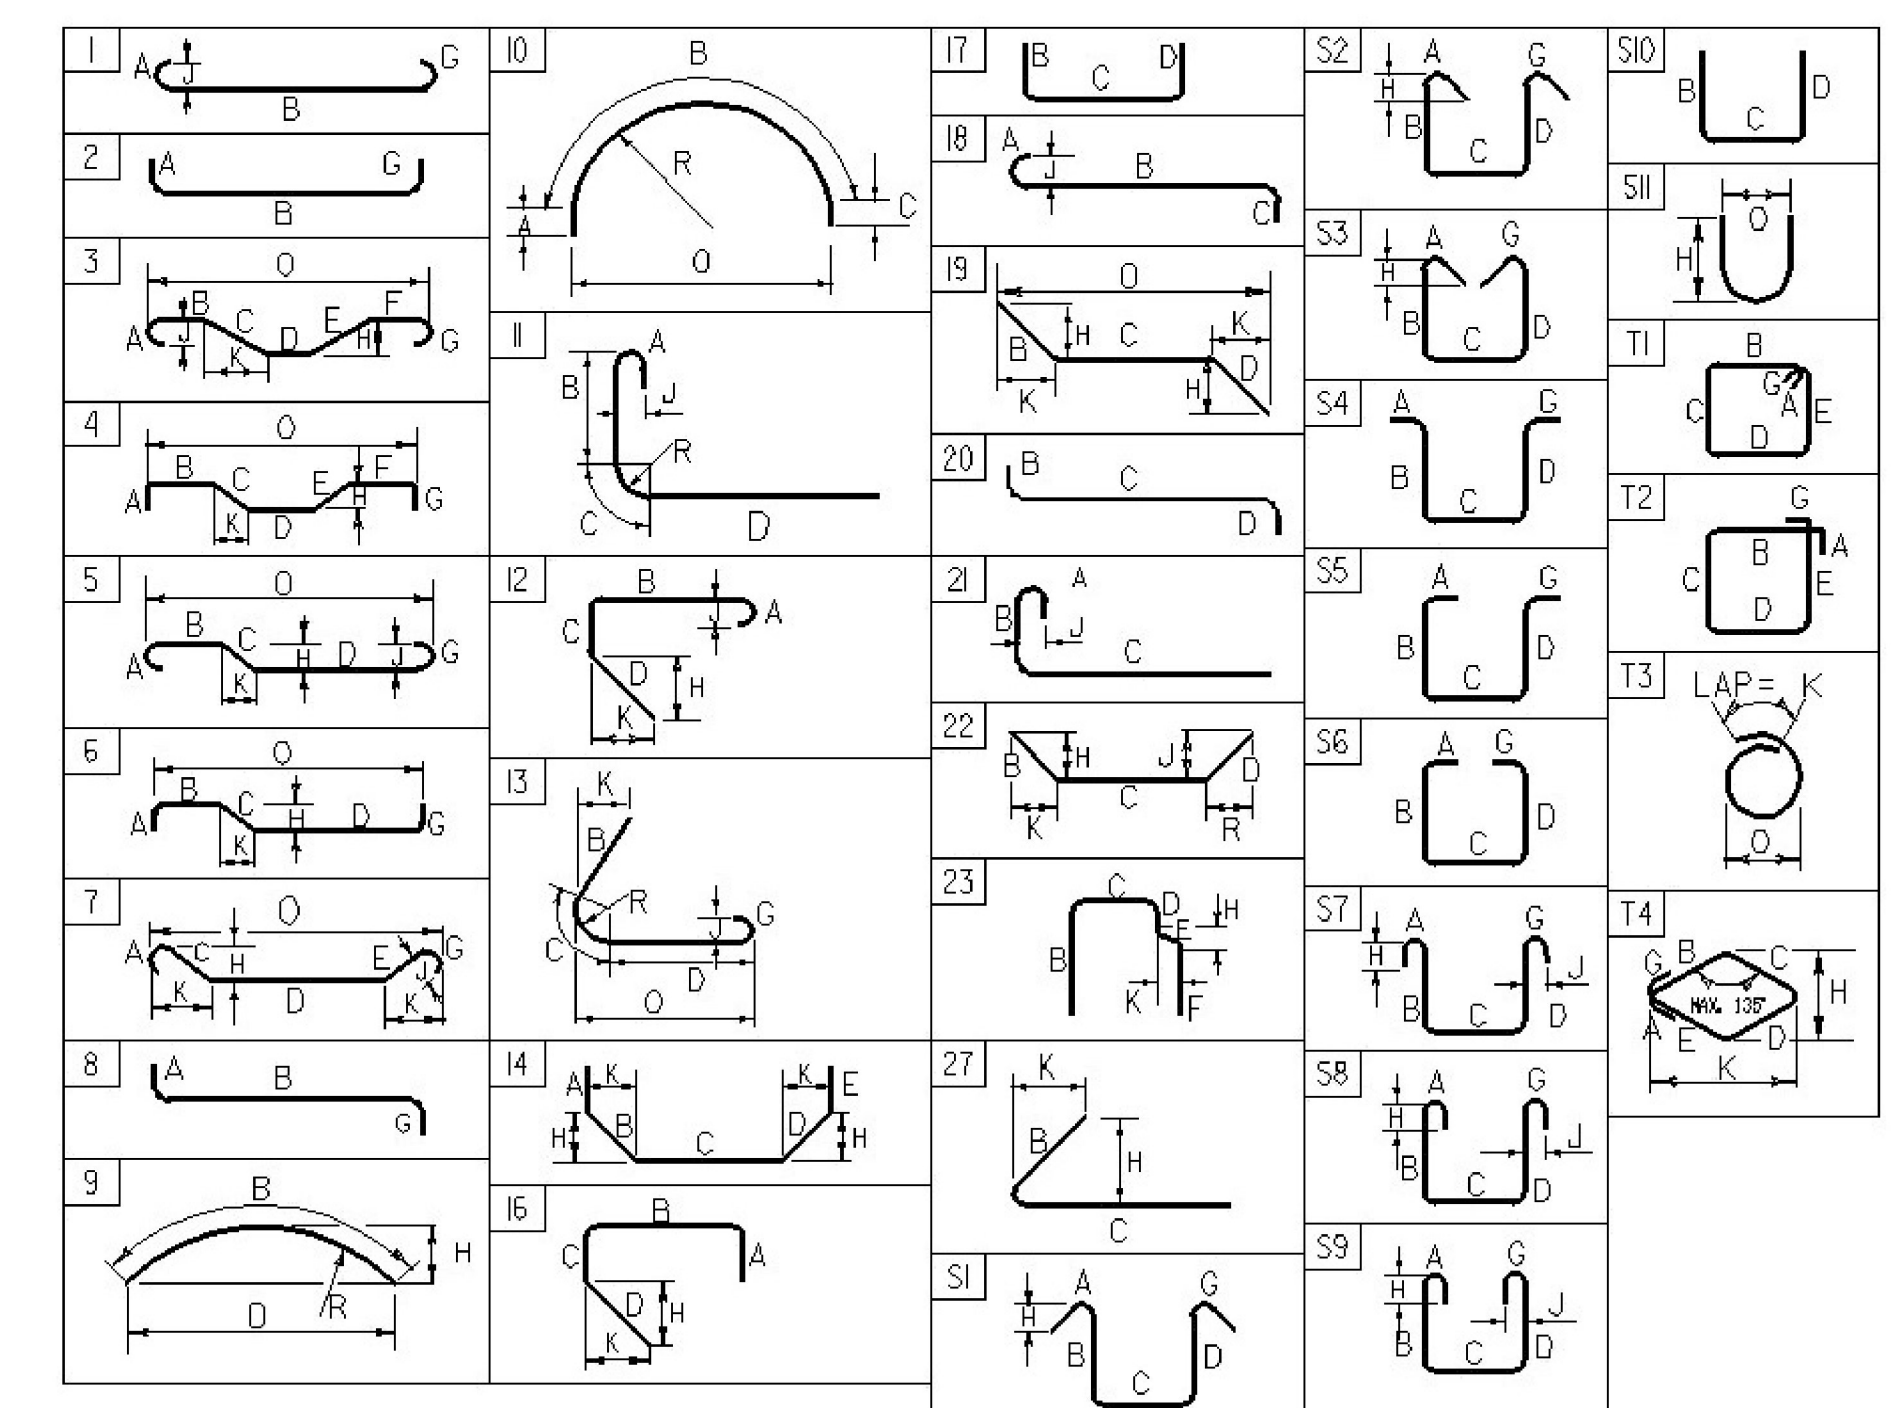 1
A J G
B
2
A G
B
3
O
B C E F
A J D H G
K
4
O
B C E F
A H G
K D
5
O
B C H D J
A G
K
6
O
B C H D
A G
K
7
O
A C H E G
J
K D K
8
A B
G
9
B
H
O R
10
B
R
A C
O
11
A
B J
R
C D
12
B
J A
C
D H
K
13
K
B
R J G
C D
O
14
A K K E
H B C D H
16
B
C A
D H
K
17
B D
C
18
A J B
C
19
O
H C K
B D
K H
20
B C
D
21
A
B J
C
22
B H J D
C
K R
23
C D H
E
B
K F
27
K
B H
C
S1
A G
H
B D
C
S2
A G
H
B D
C
S3
A G
H
B D
C
S4
A G
B D
C
S5
A G
B D
C
S6
A G
B D
C
S7
A G
H J
B C D
S8
A G
H J
B C D
S9
A G
H J
B C D
S10
B D
C
S11
O
H
T1
B
G
C A E
D
T2
G
B A
C E
D
T3
LAP= K
O
T4
G B C
MAX. 135° H
A E D
K